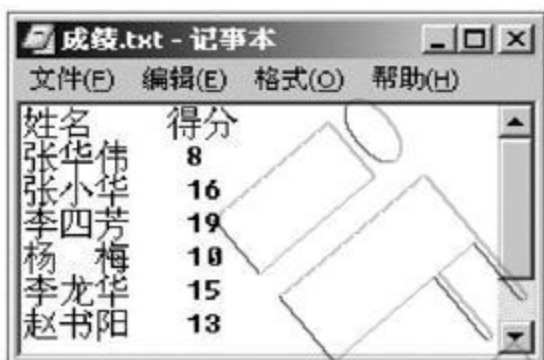 成绩.txt - 记事本
文件(F) 编辑(E) 格式(O) 帮助(H)
姓名 得分
张华伟 8
张小华 16
李四芳 19
杨 梅 10
李龙华 15
赵书阳 13